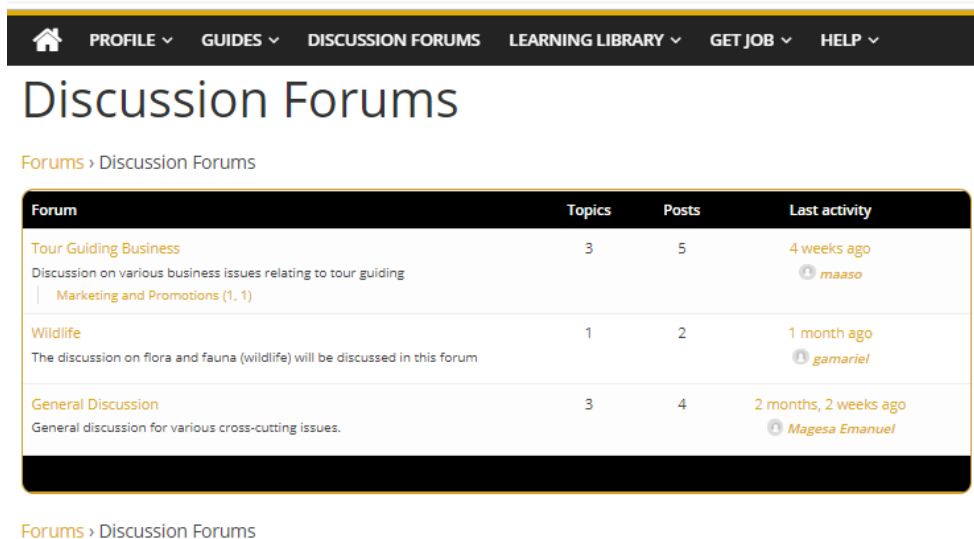 PROFILE GUIDES DISCUSSION FORUMS LEARNING LIBRARY GET JOB HELP
Discussion Forums
Forums › Discussion Forums
Forum Topics Posts Last activity
Tour Guiding Business 3 5 4 weeks ago
Discussion on various business issues relating to tour guiding maaso
Marketing and Promotions (1, 1)
Wildlife 1 2 1 month ago
The discussion on flora and fauna (wildlife) will be discussed in this forum gamariel
General Discussion 3 4 2 months, 2 weeks ago
General discussion for various cross-cutting issues. Magesa Emanuel
Forums › Discussion Forums